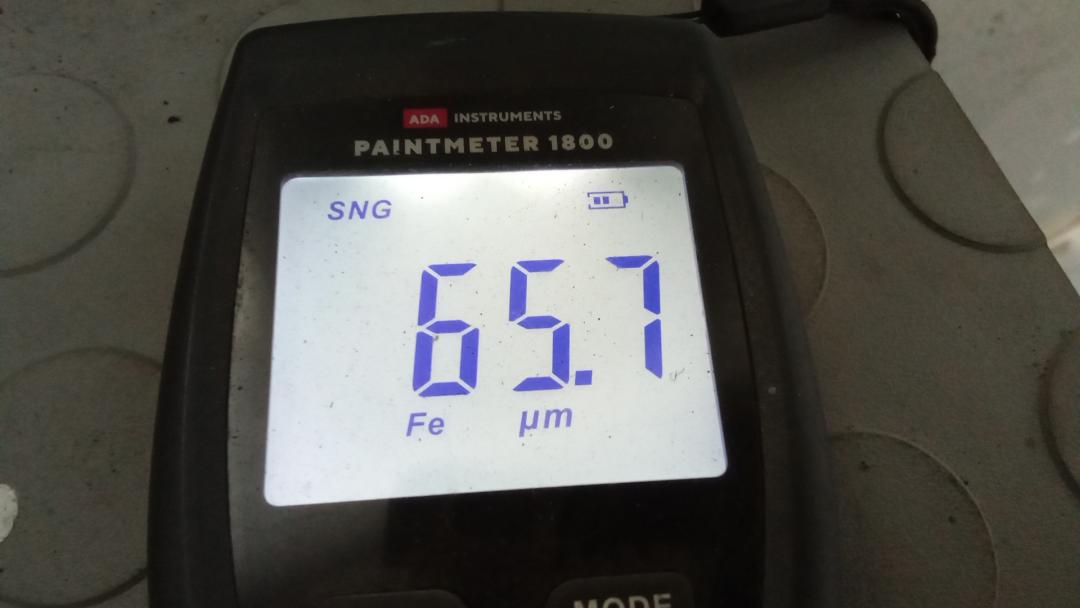 ADA INSTRUMENTS
PAINTMETER 1800
SNG
65.7
Fe µm
MODE